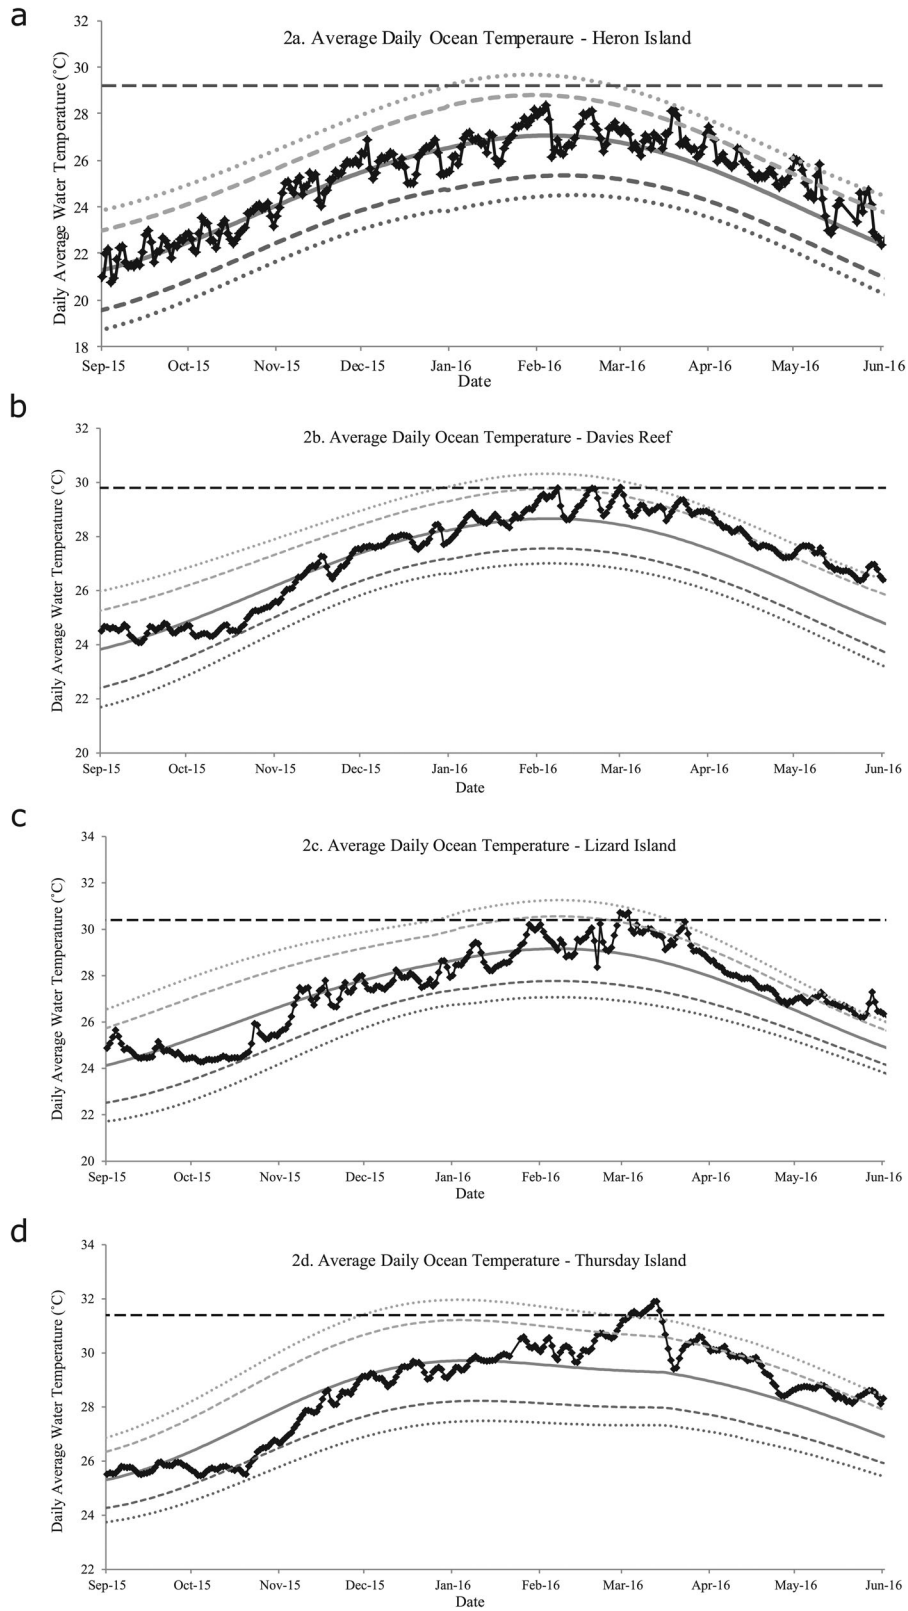 a
2a. Average Daily Ocean Temperaure - Heron Island
Daily Average Water Temperature (˚C)
32
30
28
26
24
22
20
18
Sep-15 Oct-15 Nov-15 Dec-15 Jan-16 Feb-16 Mar-16 Apr-16 May-16 Jun-16
Date
b
2b. Average Daily Ocean Temperature - Davies Reef
Daily Average Water Temperature (˚C)
32
30
28
26
24
22
20
Sep-15 Oct-15 Nov-15 Dec-15 Jan-16 Feb-16 Mar-16 Apr-16 May-16 Jun-16
Date
c
2c. Average Daily Ocean Temperature - Lizard Island
Daily Average Water Temperature (˚C)
34
32
30
28
26
24
22
20
Sep-15 Oct-15 Nov-15 Dec-15 Jan-16 Feb-16 Mar-16 Apr-16 May-16 Jun-16
Date
d
2d. Average Daily Ocean Temperature - Thursday Island
Daily Average Water Temperature (˚C)
34
32
30
28
26
24
22
Sep-15 Oct-15 Nov-15 Dec-15 Jan-16 Feb-16 Mar-16 Apr-16 May-16 Jun-16
Date